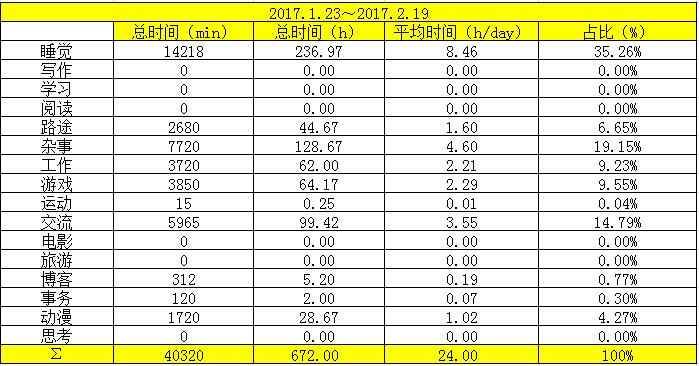 2017.1.23～2017.2.19
总时间（min） 总时间（h） 平均时间（h/day） 占比（%）
睡觉 14218 236.97 8.46 35.26%
写作 0 0.00 0.00 0.00%
学习 0 0.00 0.00 0.00%
阅读 0 0.00 0.00 0.00%
路途 2680 44.67 1.60 6.65%
杂事 7720 128.67 4.60 19.15%
工作 3720 62.00 2.21 9.23%
游戏 3850 64.17 2.29 9.55%
运动 15 0.25 0.01 0.04%
交流 5965 99.42 3.55 14.79%
电影 0 0.00 0.00 0.00%
旅游 0 0.00 0.00 0.00%
博客 312 5.20 0.19 0.77%
事务 120 2.00 0.07 0.30%
动漫 1720 28.67 1.02 4.27%
思考 0 0.00 0.00 0.00%
Σ 40320 672.00 24.00 100%